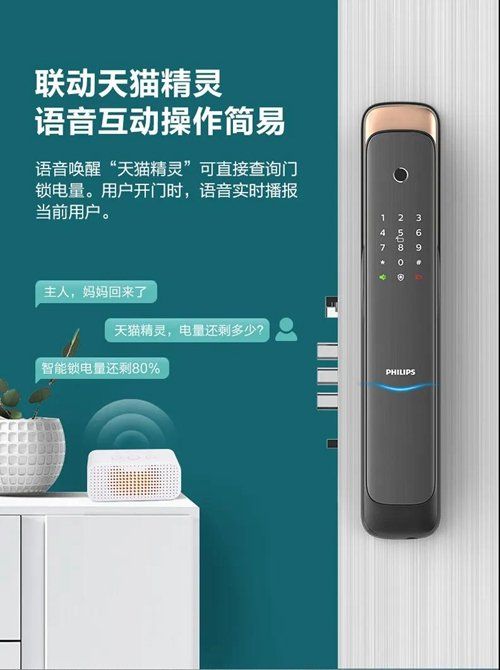 联动天猫精灵
语音互动操作简易
语音唤醒“天猫精灵”可直接查询门
锁电量。用户开门时，语音实时播报
当前用户。
主人，妈妈回来了
天猫精灵，电量还剩多少?
智能锁电量还剩80%
1 2 3
4 5 6
7 8 9
* 0 #
PHILIPS